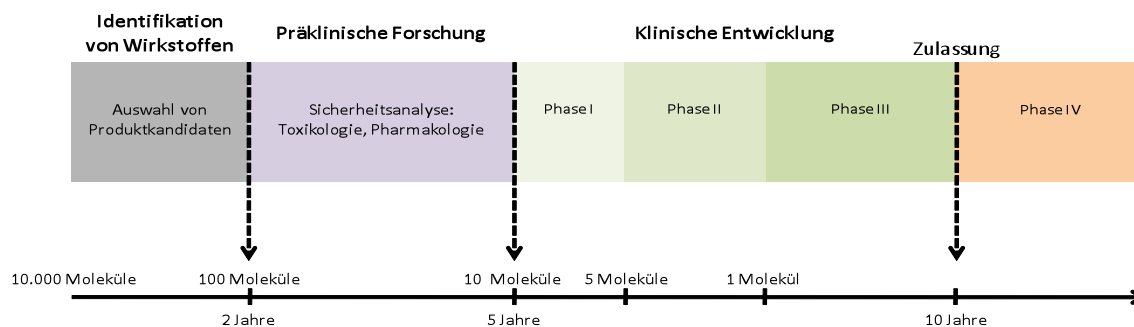 Identifikation
von Wirkstoffen
Präklinische Forschung
Klinische Entwicklung
Zulassung
Auswahl von
Produktkandidaten
Sicherheitsanalyse:
Toxikologie, Pharmakologie
Phase I
Phase II
Phase III
Phase IV
10.000 Moleküle
100 Moleküle
10 Moleküle
5 Moleküle
1 Molekül
2 Jahre
5 Jahre
10 Jahre